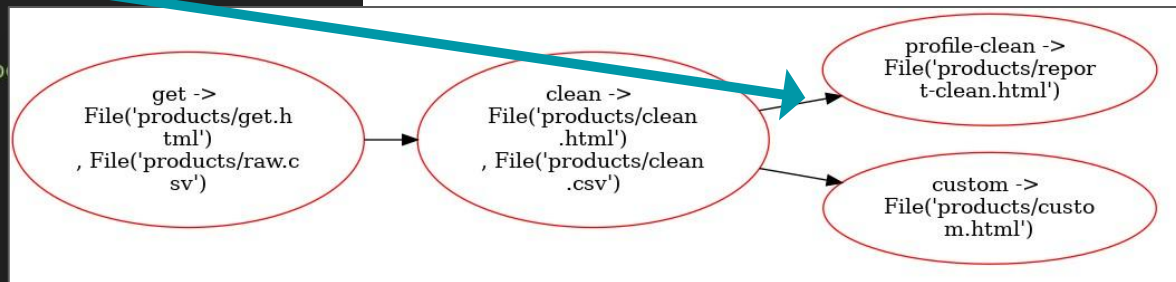 get ->
File('products/get.h
tml')
, File('products/raw.c
sv')
clean ->
File('products/clean
.html')
, File('products/clean
.csv')
profile-clean ->
File('products/repor
t-clean.html')
custom ->
File('products/custo
m.html')